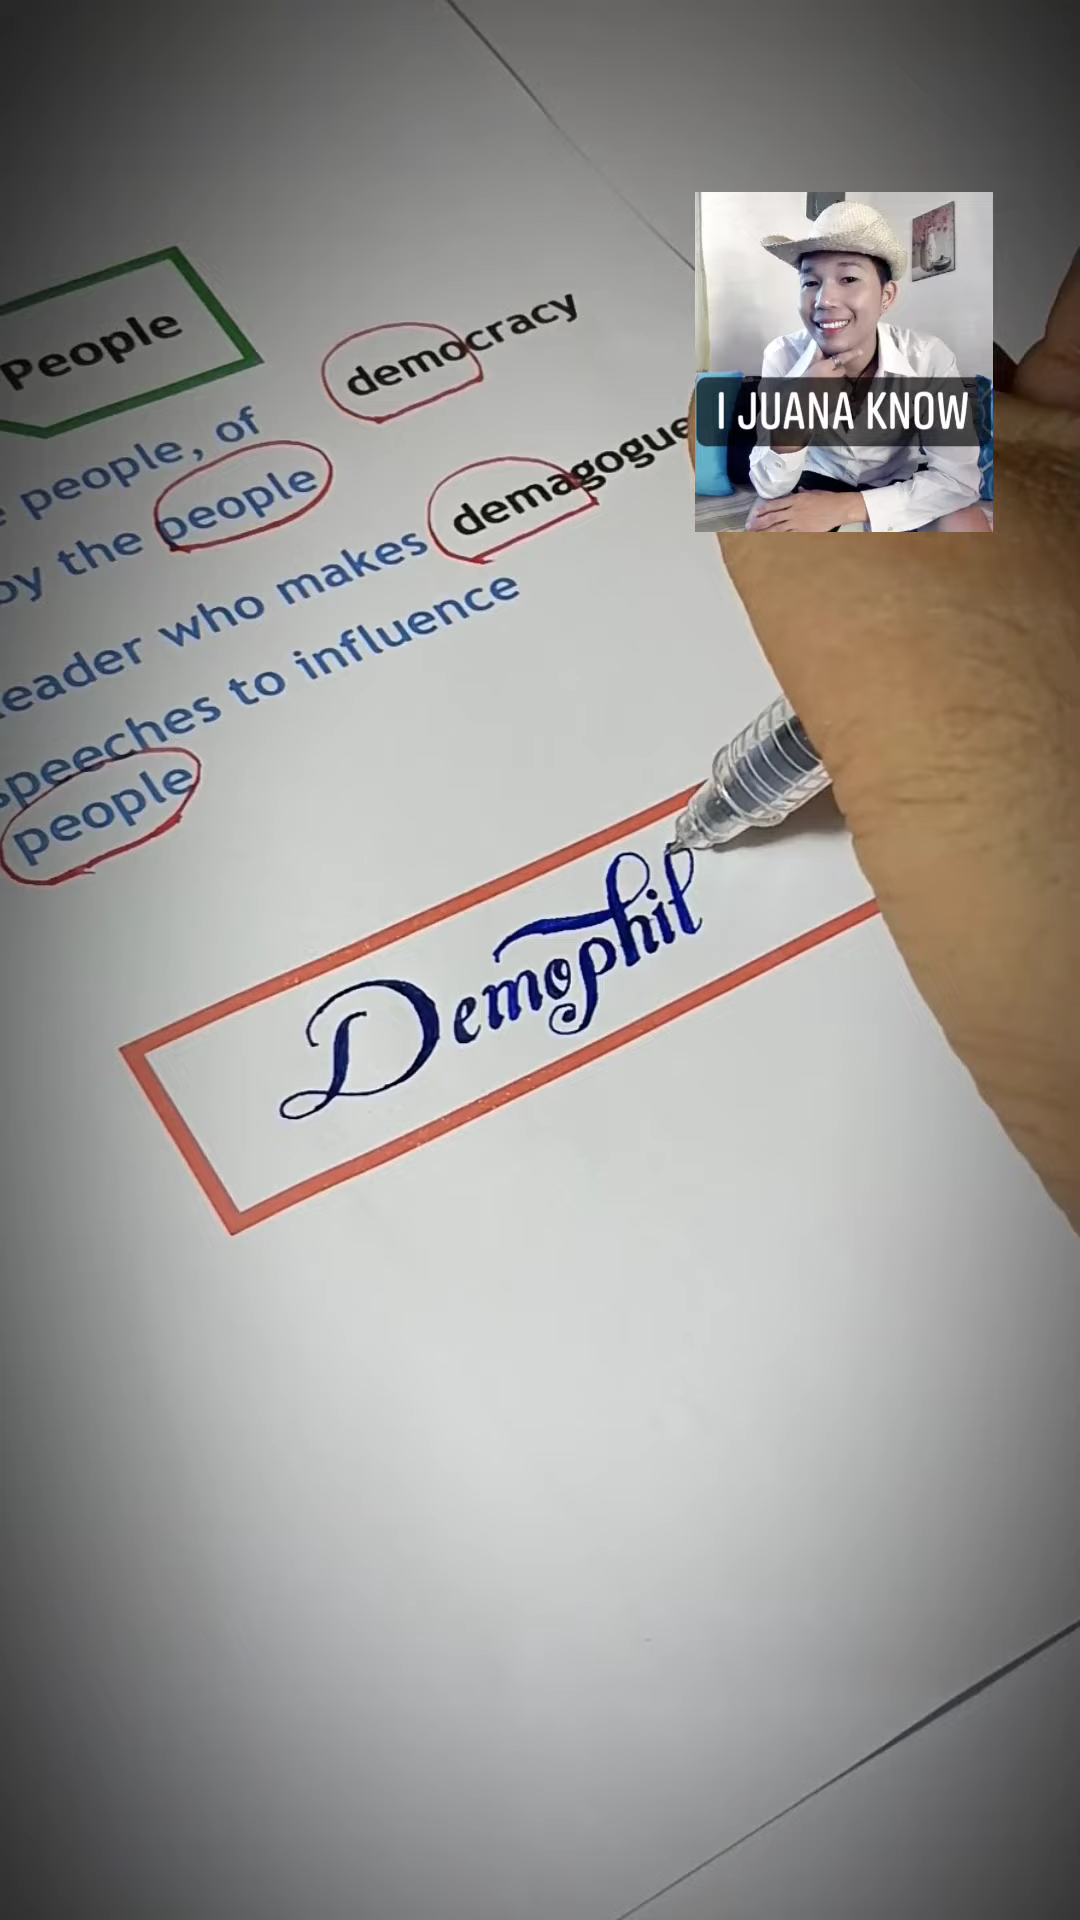 People
democracy
people, of
by the people
demagogue
leader who makes
speeches to influence
people
Demophil
I JUANA KNOW